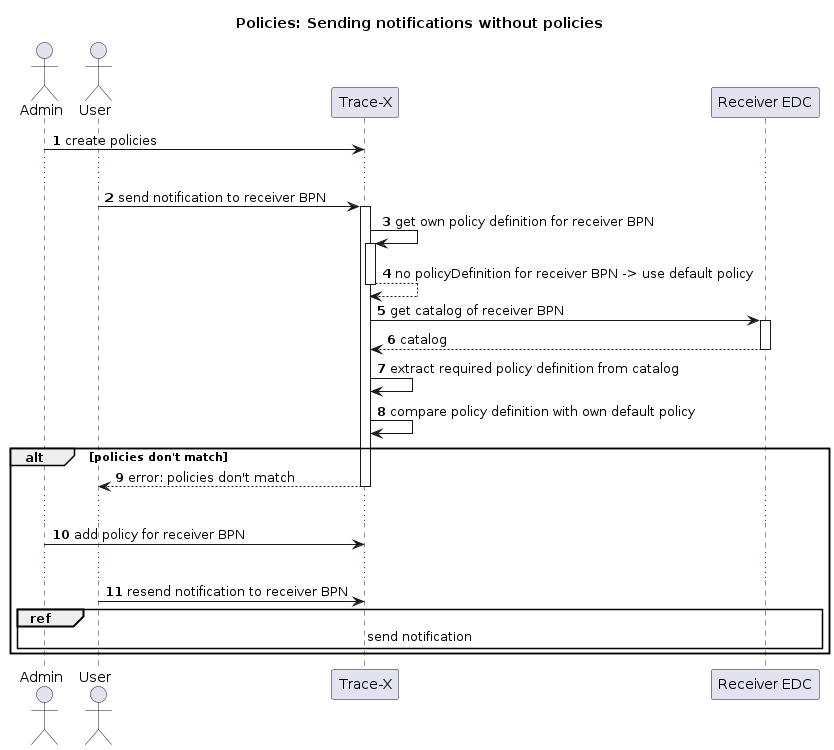 Policies: Sending notifications without policies
Admin
User
Trace-X
Receiver EDC
1 create policies
2 send notification to receiver BPN
3 get own policy definition for receiver BPN
4 no policyDefinition for receiver BPN -> use default policy
5 get catalog of receiver BPN
6 catalog
7 extract required policy definition from catalog
8 compare policy definition with own default policy
alt [policies don't match]
9 error: policies don't match
10 add policy for receiver BPN
11 resend notification to receiver BPN
ref
send notification
Admin
User
Trace-X
Receiver EDC